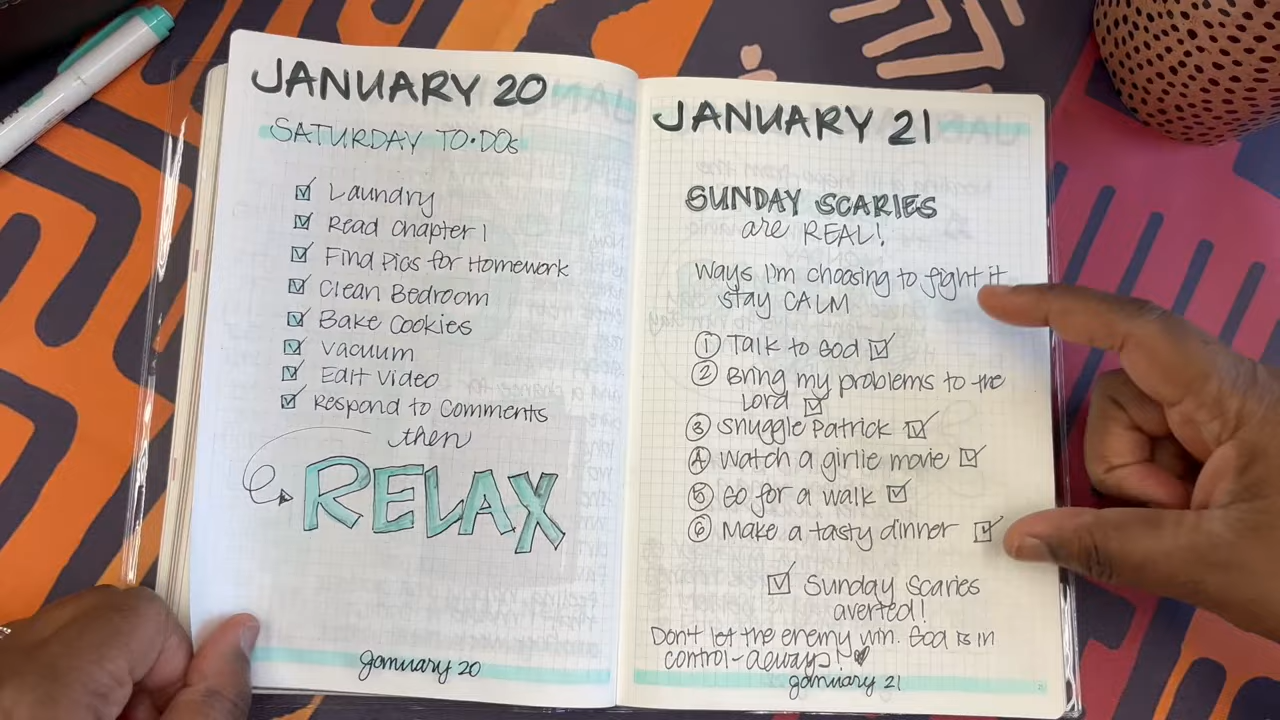 JANUARY 20
SATURDAY TO•DOs
Laundry
Read Chapter 1
Find Pics for Homework
Clean Bedroom
Bake Cookies
Vacuum
Edit Video
Respond to Comments
then
RELAX
January 20
JANUARY 21
SUNDAY SCARIES
are REAL!
Ways I'm choosing to fight it
stay CALM
1 Talk to God
2 Bring my problems to the
Lord
3 Snuggle Patrick
4 Watch a girlie movie
5 Go for a walk
6 Make a tasty dinner
Sunday Scaries
averted!
Don't let the enemy win. God is in
control-always!
January 21